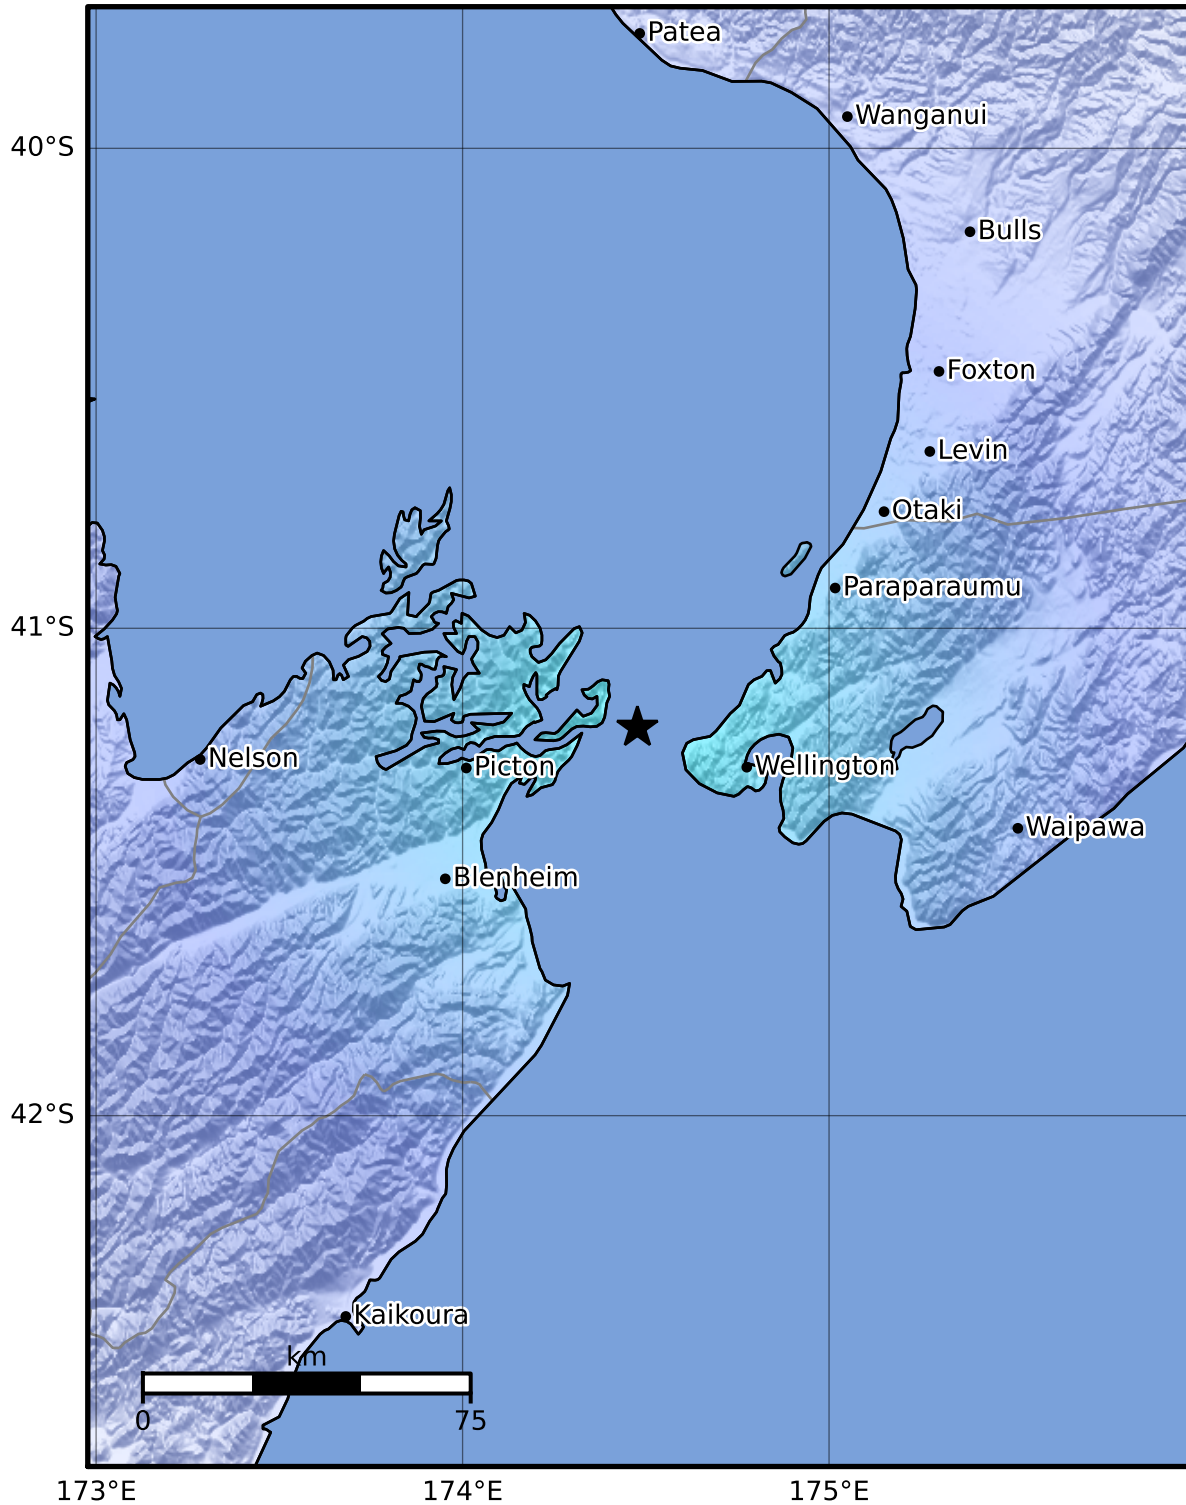 Patea
Wanganui
40°S
Bulls
Foxton
Levin
Otaki
Paraparaumu
41°S
Nelson
Picton
Wellington
Waipawa
Blenheim
42°S
Kaikoura
km
0 75
173°E 174°E 175°E